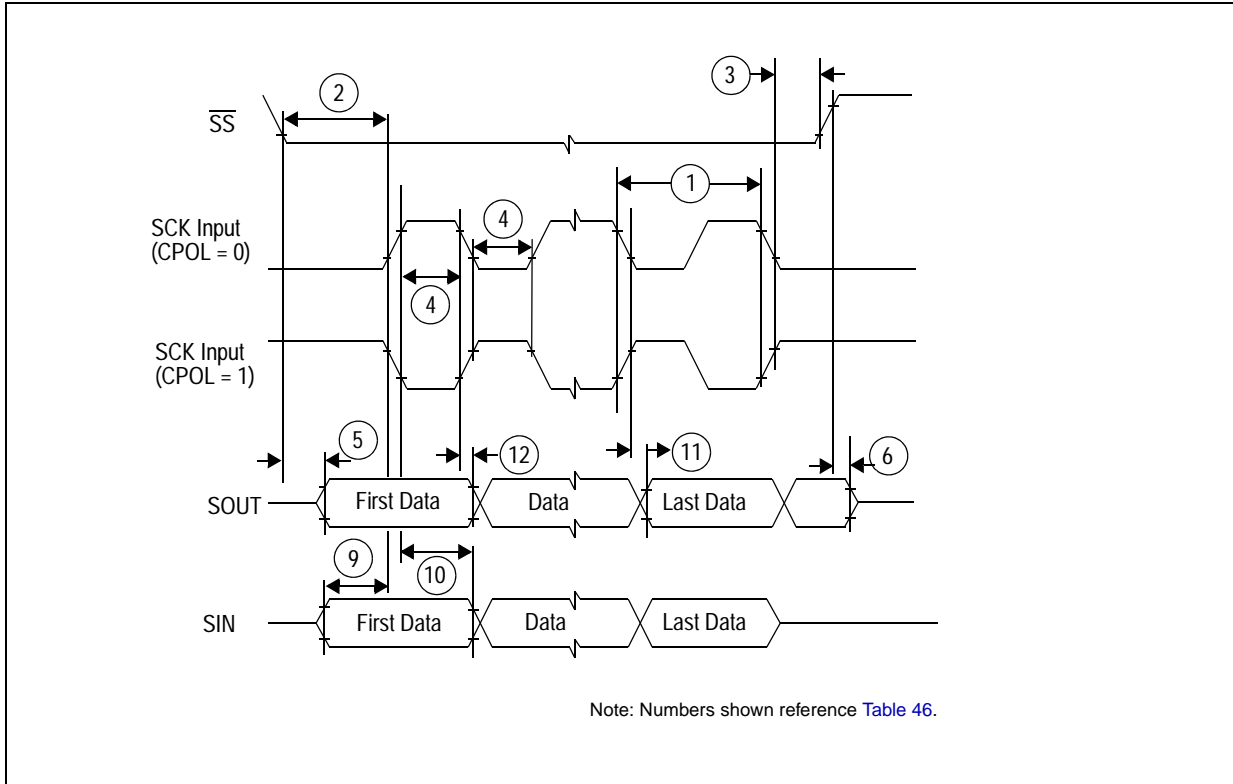 3
2
SS
1
SCK Input
(CPOL = 0)
4
4
SCK Input
(CPOL = 1)
5
12
11
6
SOUT
First Data
Data
Last Data
9
10
SIN
First Data
Data
Last Data
Note: Numbers shown reference Table 46.